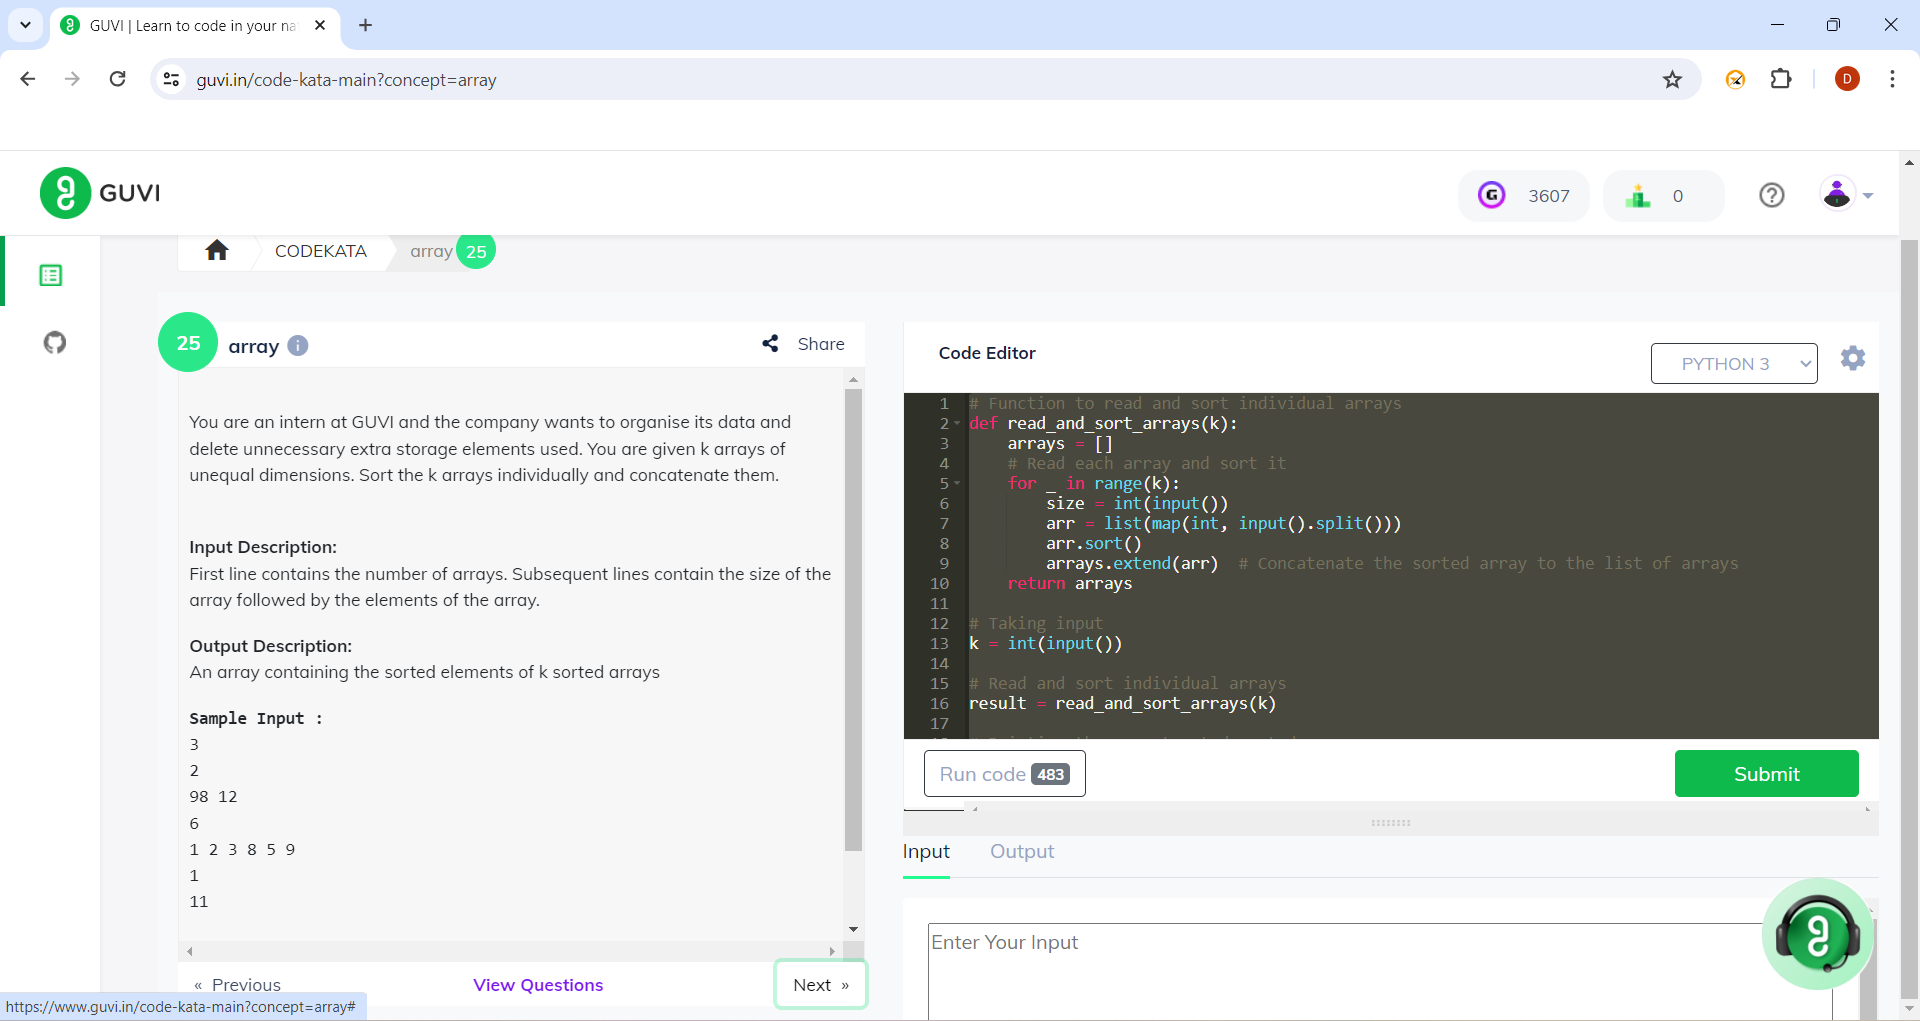 GUVI | Learn to code in your na
guvi.in/code-kata-main?concept=array
D
GUVI
G 3607
0
CODEKATA
array 25
25 array
Share
You are an intern at GUVI and the company wants to organise its data and
delete unnecessary extra storage elements used. You are given k arrays of
unequal dimensions. Sort the k arrays individually and concatenate them.
Input Description:
First line contains the number of arrays. Subsequent lines contain the size of the
array followed by the elements of the array.
Output Description:
An array containing the sorted elements of k sorted arrays
Sample Input :
3
2
98 12
6
1 2 3 8 5 9
1
11
« Previous
View Questions
Next »
https://www.guvi.in/code-kata-main?concept=array#
Code Editor
PYTHON 3
1 # Function to read and sort individual arrays
2 def read_and_sort_arrays(k):
3 arrays = []
4 # Read each array and sort it
5 for _ in range(k):
6 size = int(input())
7 arr = list(map(int, input().split()))
8 arr.sort()
9 arrays.extend(arr) # Concatenate the sorted array to the list of arrays
10 return arrays
11
12 # Taking input
13 k = int(input())
14
15 # Read and sort individual arrays
16 result = read_and_sort_arrays(k)
17
Run code 483
Submit
Input
Output
Enter Your Input